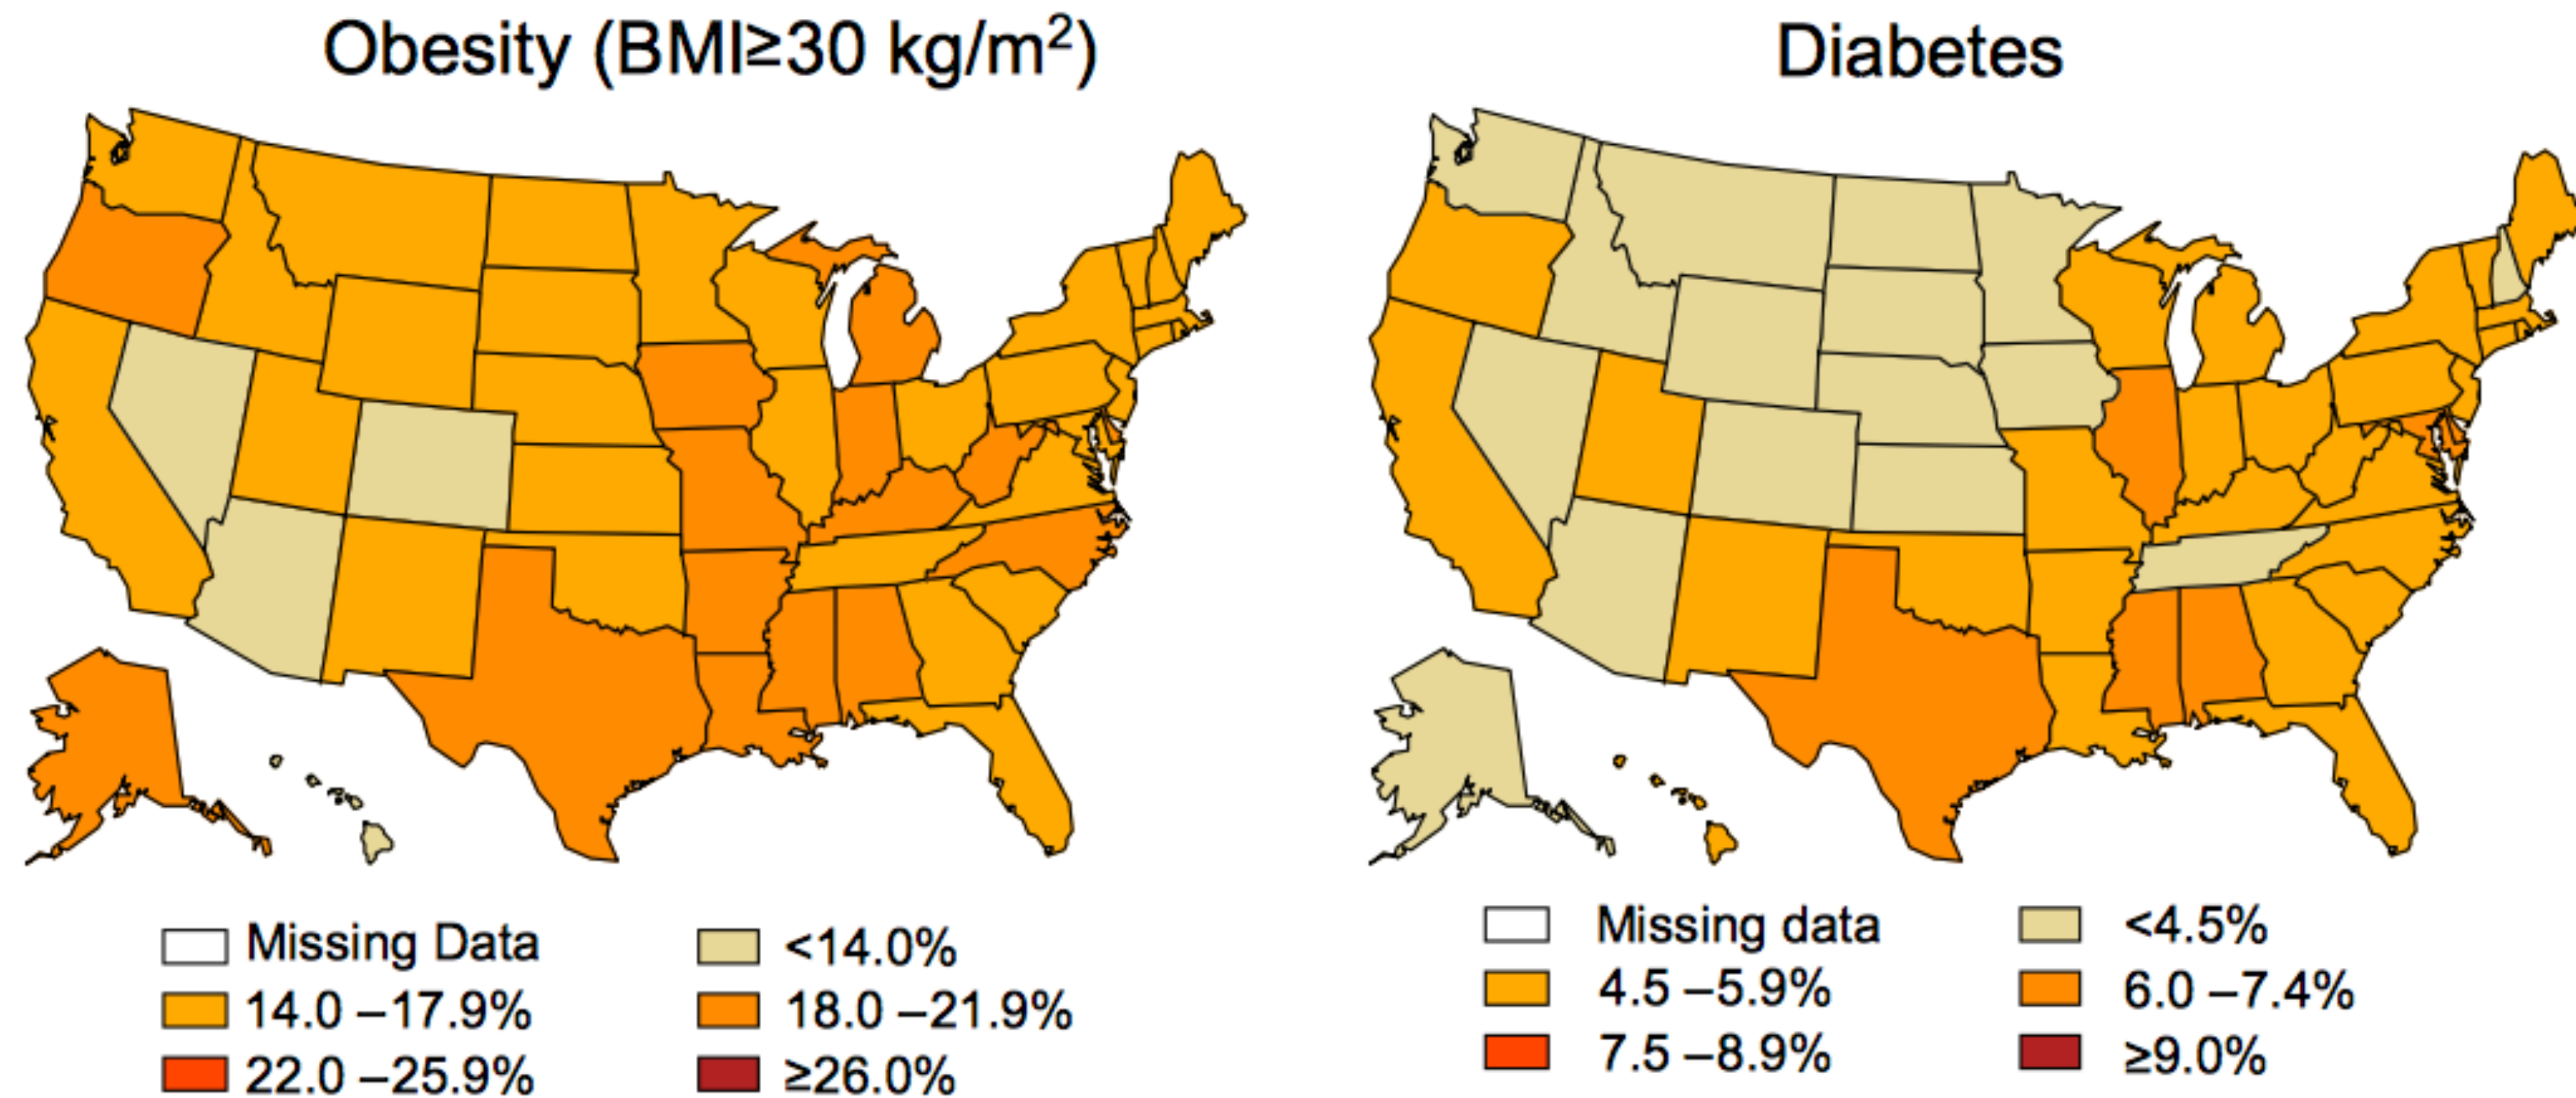 Obesity (BMI≥30 kg/m²)
Diabetes
Missing Data
<14.0%
14.0 –17.9%
18.0 –21.9%
22.0 –25.9%
≥26.0%
Missing data
<4.5%
4.5 –5.9%
6.0 –7.4%
7.5 –8.9%
≥9.0%